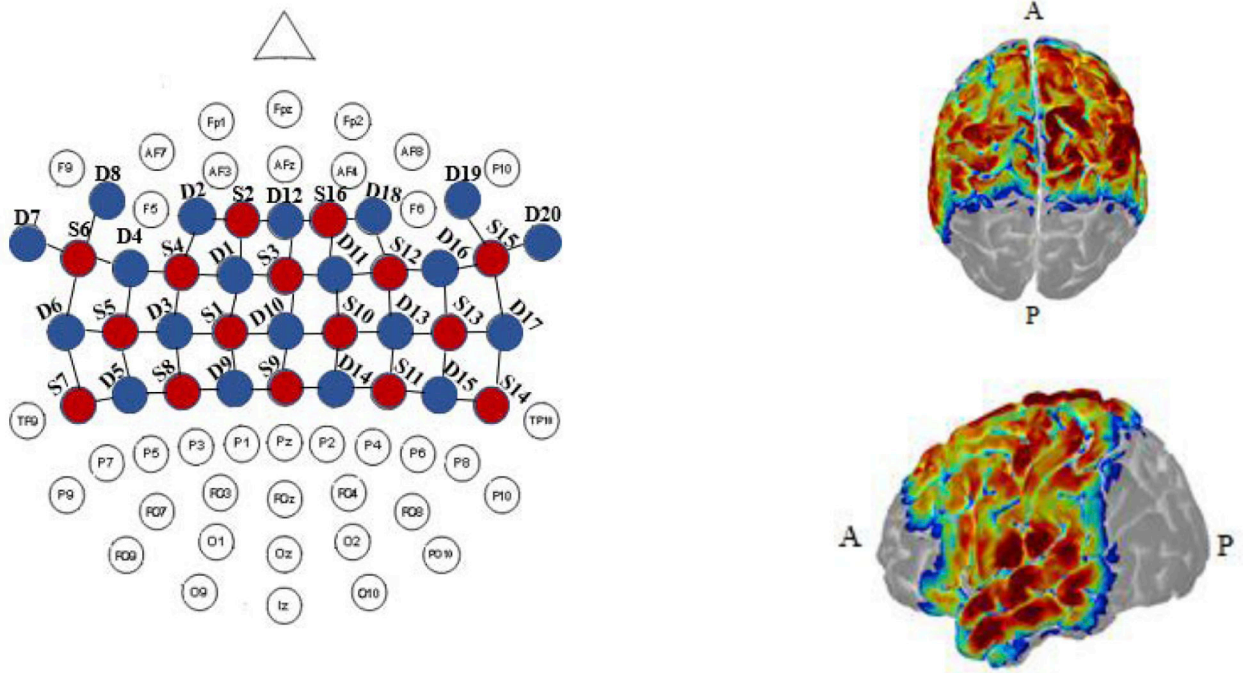 A
Fpz
Fp1
Fp2
AF7
AF8
F9
AF3
AFz
AF4
P10
D8
D2
S2
D12
S16
D18
D19
F5
F6
D7
S6
D4
S4
D1
S3
D11
S12
D16
S15
D20
D6
S5
D3
S1
D10
S10
D13
S13
D17
P
S7
D5
S8
D9
S9
D14
S11
D15
S14
TP9
TP10
P7
P5
P3
P1
Pz
P2
P4
P6
P8
P9
P10
PO7
PO3
POz
PO4
PO8
PO9
O1
Oz
O2
PO10
A
P
O9
Iz
O10